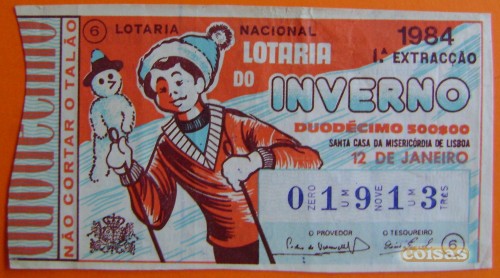 duodécimo
NÃO CORTAR O TALÃO
6 LOTARIA NACIONAL
LOTARIA
DO
INVERNO
1984
1.ª EXTRACÇÃO
DUODÉCIMO 500$00
SANTA CASA DA MISERICÓRDIA DE LISBOA
12 DE JANEIRO
0 ZERO 1 UM 9 NOVE 1 UM 3 TRÊS
O PROVEDOR O TESOUREIRO
6
coisas